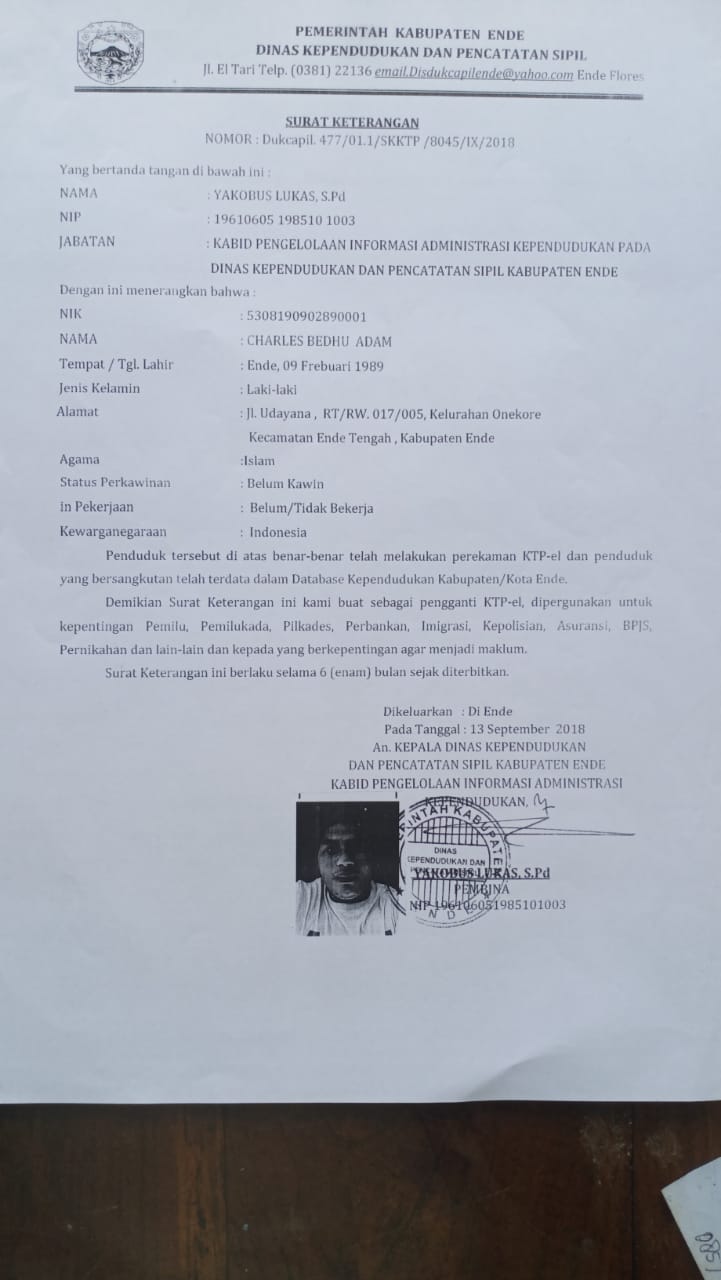 PEMERINTAH KABUPATEN ENDE
DINAS KEPENDUDUKAN DAN PENCATATAN SIPIL
Jl. El Tari Telp. (0381) 22136 email.Disdukcapilende@yahoo.com Ende Flores
SURAT KETERANGAN
NOMOR : Dukcapil. 477/01.1/SKKTP /8045/IX/2018
Yang bertanda tangan di bawah ini :
NAMA : YAKOBUS LUKAS, S.Pd
NIP : 19610605 198510 1003
JABATAN : KABID PENGELOLAAN INFORMASI ADMINISTRASI KEPENDUDUKAN PADA
DINAS KEPENDUDUKAN DAN PENCATATAN SIPIL KABUPATEN ENDE
Dengan ini menerangkan bahwa :
NIK : 5308190902890001
NAMA : CHARLES BEDHU ADAM
Tempat / Tgl. Lahir : Ende, 09 Frebuari 1989
Jenis Kelamin : Laki-laki
Alamat : Jl. Udayana , RT/RW. 017/005, Kelurahan Onekore
Kecamatan Ende Tengah , Kabupaten Ende
Agama :Islam
Status Perkawinan : Belum Kawin
in Pekerjaan : Belum/Tidak Bekerja
Kewarganegaraan : Indonesia
Penduduk tersebut di atas benar-benar telah melakukan perekaman KTP-el dan penduduk
yang bersangkutan telah terdata dalam Database Kependudukan Kabupaten/Kota Ende.
Demikian Surat Keterangan ini kami buat sebagai pengganti KTP-el, dipergunakan untuk
kepentingan Pemilu, Pemilukada, Pilkades, Perbankan, Imigrasi, Kepolisian, Asuransi, BPJS,
Pernikahan dan lain-lain dan kepada yang berkepentingan agar menjadi maklum.
Surat Keterangan ini berlaku selama 6 (enam) bulan sejak diterbitkan.
Dikeluarkan : Di Ende
Pada Tanggal : 13 September 2018
An. KEPALA DINAS KEPENDUDUKAN
DAN PENCATATAN SIPIL KABUPATEN ENDE
KABID PENGELOLAAN INFORMASI ADMINISTRASI
KEPENDUDUKAN,
DINAS
KEPENDUDUKAN DAN
YAKOBUS LUKAS, S.Pd
PEMBINA
NIP 196106051985101003